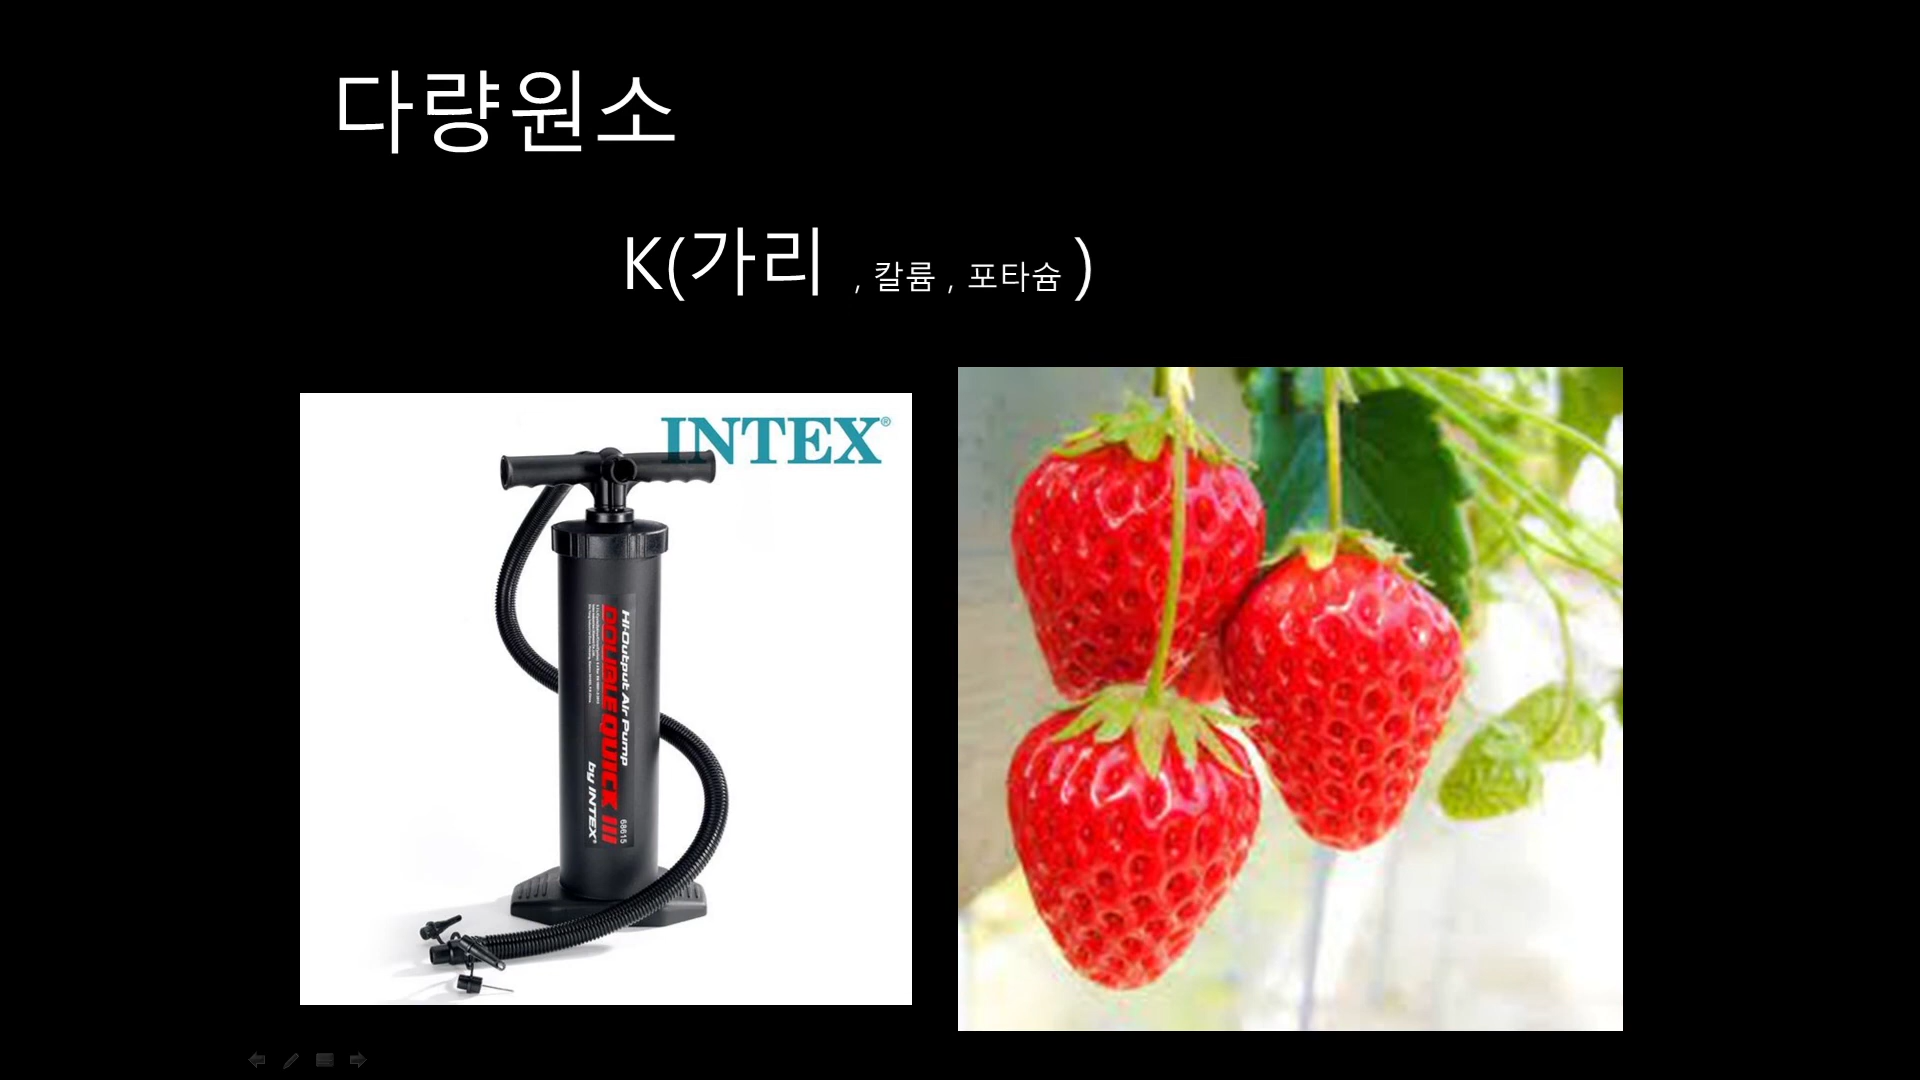 다량원소
K(가리 , 칼륨 , 포타슘 )
INTEX®
Hi-Output Air Pump
DOUBLE QUICK III
by INTEX®
68615